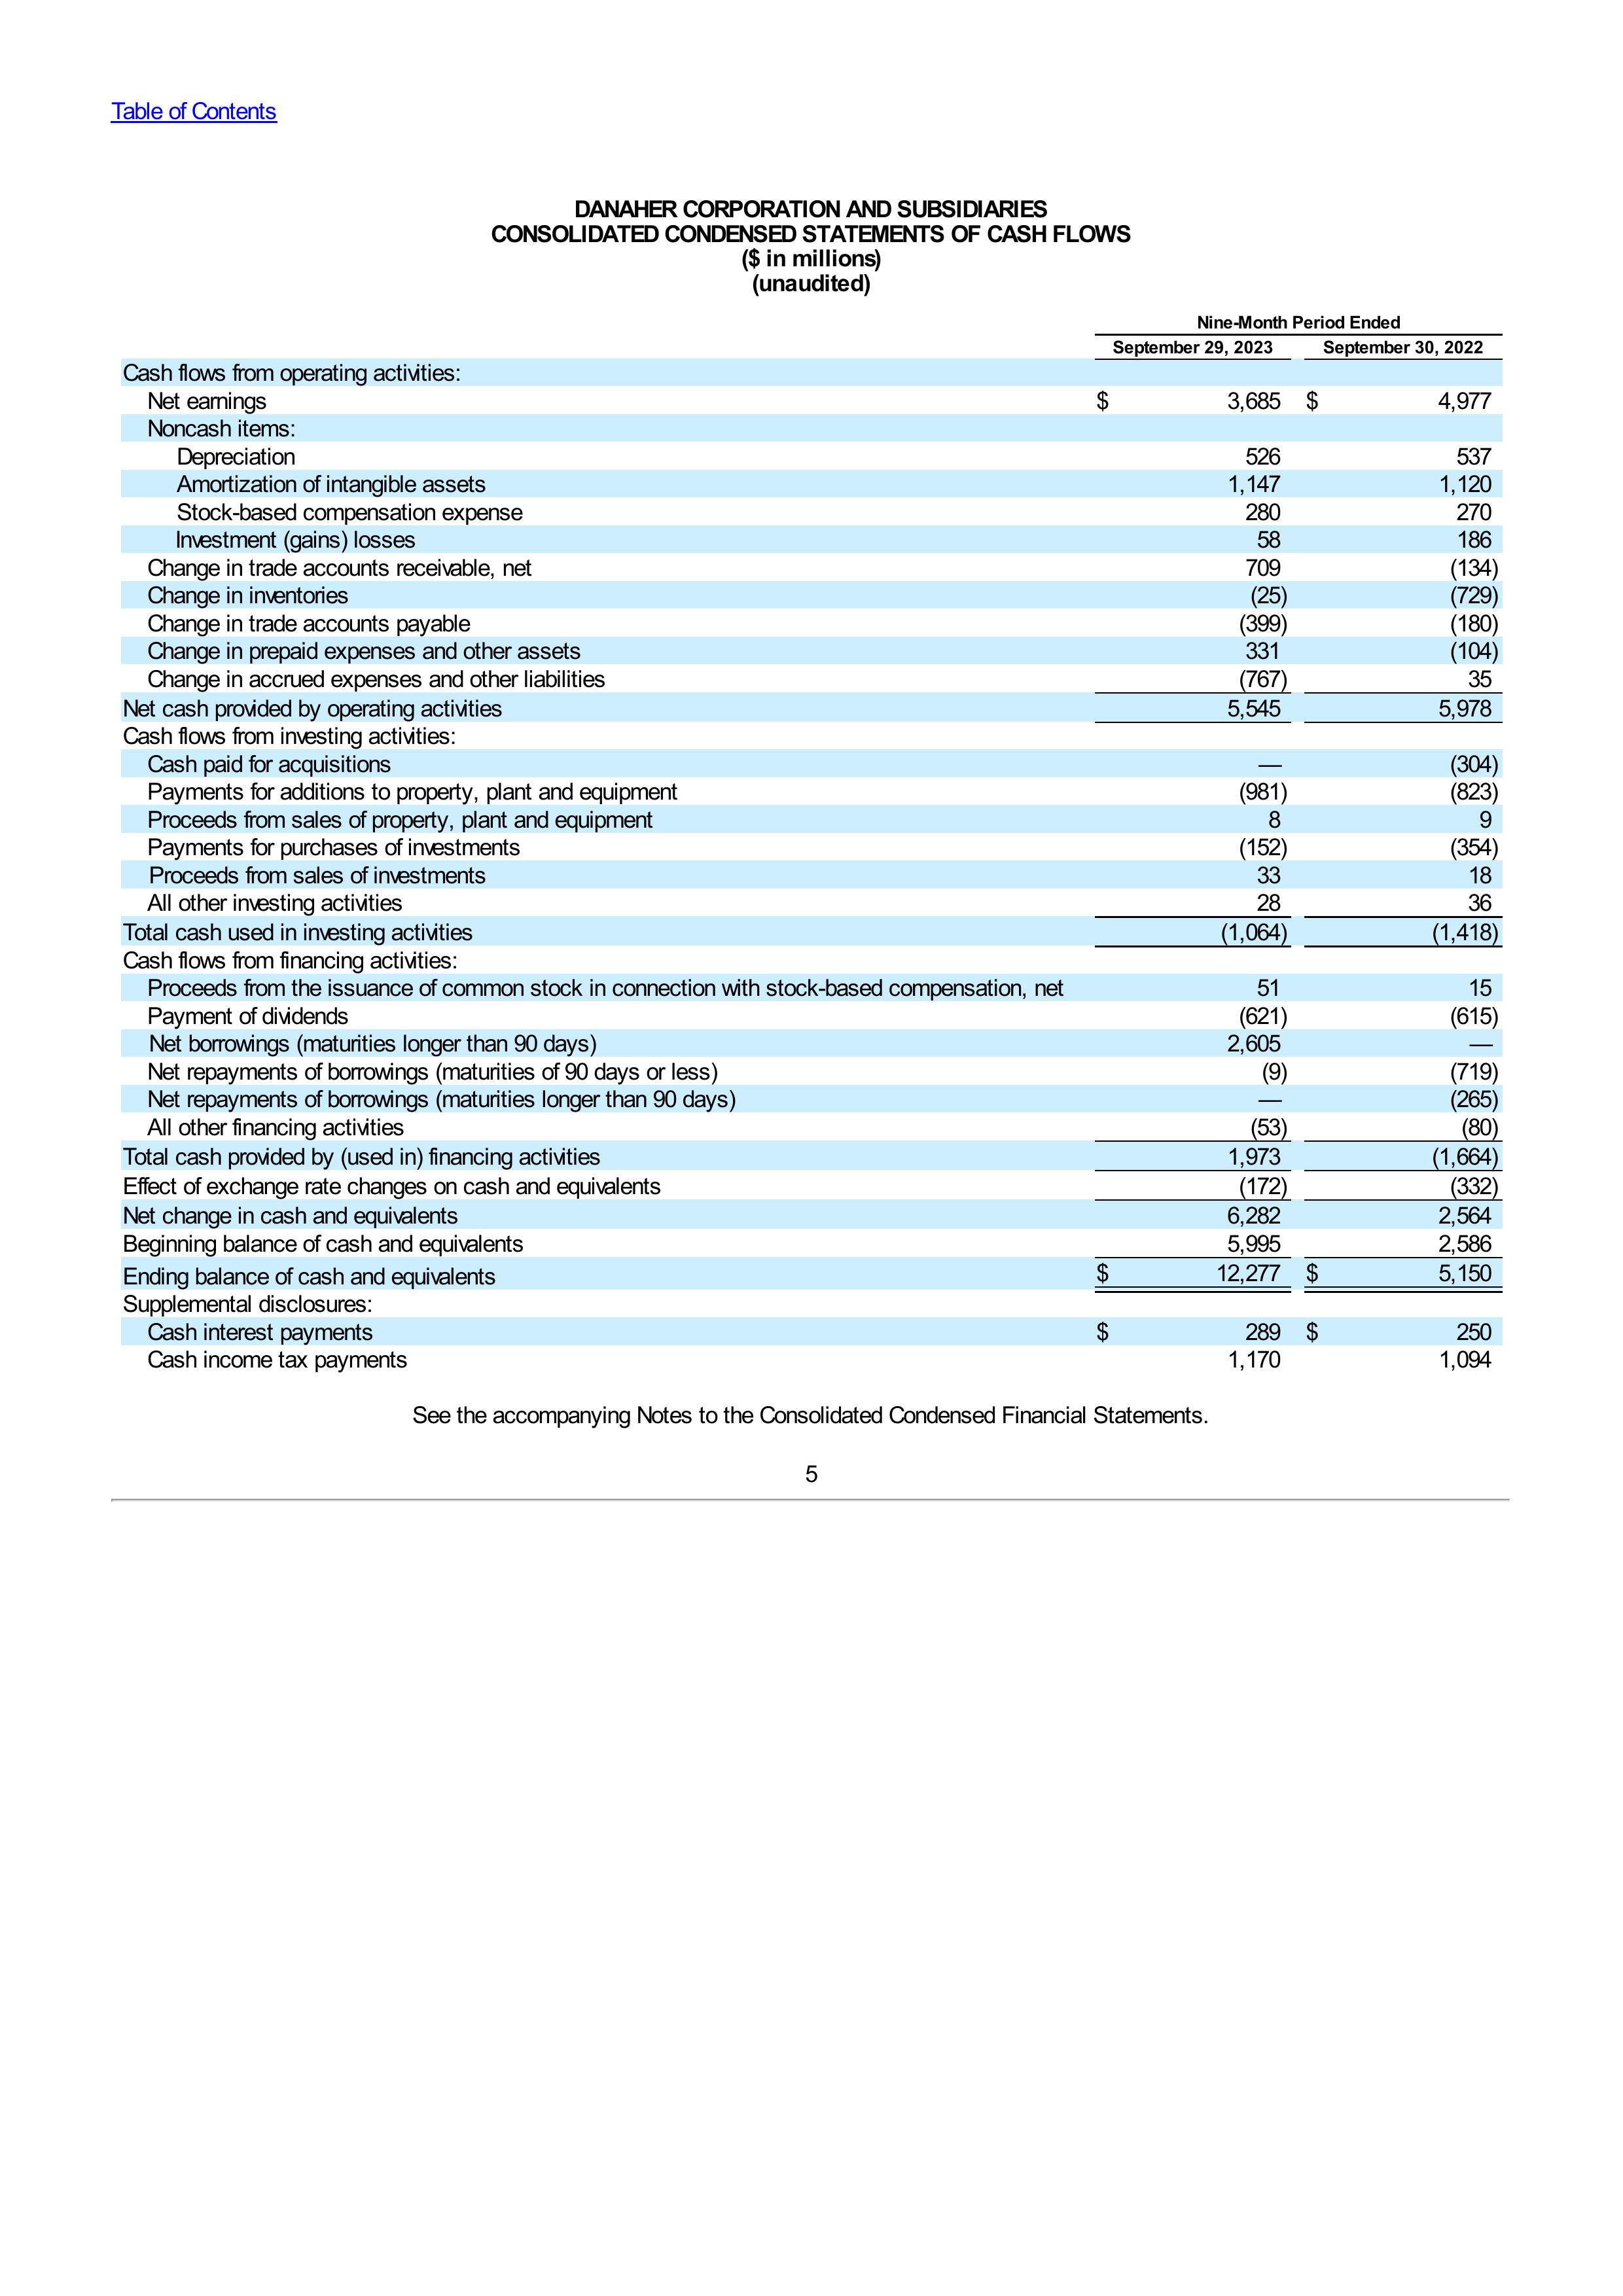 Table of Contents
DANAHER CORPORATION AND SUBSIDIARIES
CONSOLIDATED CONDENSED STATEMENTS OF CASH FLOWS
($ in millions)
(unaudited)
Nine-Month Period Ended
September 29, 2023 September 30, 2022
Cash flows from operating activities:
Net earnings $ 3,685 $ 4,977
Noncash items:
Depreciation 526 537
Amortization of intangible assets 1,147 1,120
Stock-based compensation expense 280 270
Investment (gains) losses 58 186
Change in trade accounts receivable, net 709 (134)
Change in inventories (25) (729)
Change in trade accounts payable (399) (180)
Change in prepaid expenses and other assets 331 (104)
Change in accrued expenses and other liabilities (767) 35
Net cash provided by operating activities 5,545 5,978
Cash flows from investing activities:
Cash paid for acquisitions — (304)
Payments for additions to property, plant and equipment (981) (823)
Proceeds from sales of property, plant and equipment 8 9
Payments for purchases of investments (152) (354)
Proceeds from sales of investments 33 18
All other investing activities 28 36
Total cash used in investing activities (1,064) (1,418)
Cash flows from financing activities:
Proceeds from the issuance of common stock in connection with stock-based compensation, net 51 15
Payment of dividends (621) (615)
Net borrowings (maturities longer than 90 days) 2,605 —
Net repayments of borrowings (maturities of 90 days or less) (9) (719)
Net repayments of borrowings (maturities longer than 90 days) — (265)
All other financing activities (53) (80)
Total cash provided by (used in) financing activities 1,973 (1,664)
Effect of exchange rate changes on cash and equivalents (172) (332)
Net change in cash and equivalents 6,282 2,564
Beginning balance of cash and equivalents 5,995 2,586
Ending balance of cash and equivalents $ 12,277 $ 5,150
Supplemental disclosures:
Cash interest payments $ 289 $ 250
Cash income tax payments 1,170 1,094
See the accompanying Notes to the Consolidated Condensed Financial Statements.
5